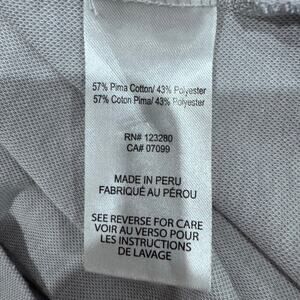 57% Pima Cotton/ 43% Polyester
57% Coton Pima/ 43% Polyester
RN# 123280
CA# 07099
MADE IN PERU
FABRIQUÉ AU PÉROU
SEE REVERSE FOR CARE
VOIR AU VERSO POUR
LES INSTRUCTIONS
DE LAVAGE